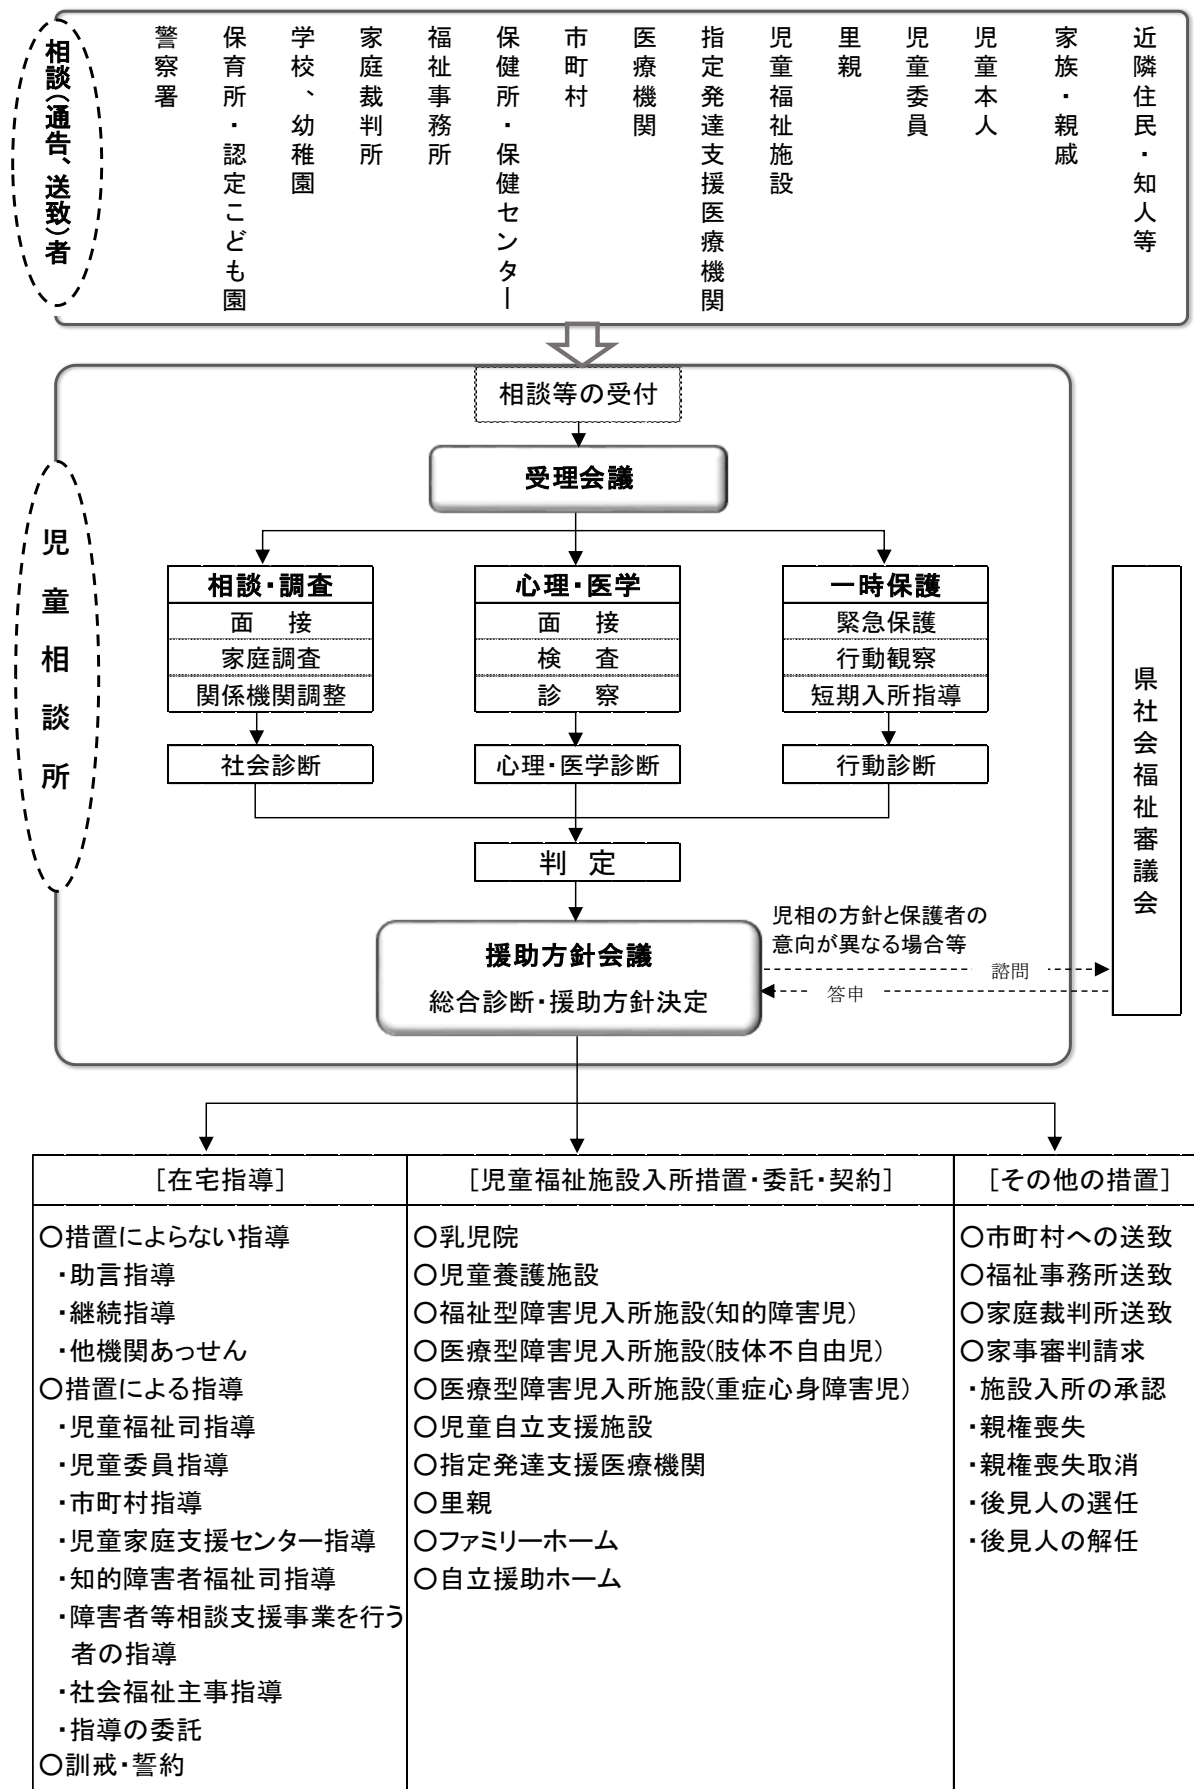 相談(通告、送致)者
警察署
保育所・認定こども園
学校、幼稚園
家庭裁判所
福祉事務所
保健所・保健センター
市町村
医療機関
指定発達支援医療機関
児童福祉施設
里親
児童委員
児童本人
家族・親戚
近隣住民・知人等
児童相談所
相談等の受付
受理会議
相談・調査
面 接
家庭調査
関係機関調整
社会診断
心理・医学
面 接
検 査
診 察
心理・医学診断
一時保護
緊急保護
行動観察
短期入所指導
行動診断
判 定
援助方針会議
総合診断・援助方針決定
児相の方針と保護者の
意向が異なる場合等
諮問
答申
県社会福祉審議会
[在宅指導]
○措置によらない指導
・助言指導
・継続指導
・他機関あっせん
○措置による指導
・児童福祉司指導
・児童委員指導
・市町村指導
・児童家庭支援センター指導
・知的障害者福祉司指導
・障害者等相談支援事業を行う
者の指導
・社会福祉主事指導
・指導の委託
○訓戒・誓約
[児童福祉施設入所措置・委託・契約]
○乳児院
○児童養護施設
○福祉型障害児入所施設(知的障害児)
○医療型障害児入所施設(肢体不自由児)
○医療型障害児入所施設(重症心身障害児)
○児童自立支援施設
○指定発達支援医療機関
○里親
○ファミリーホーム
○自立援助ホーム
[その他の措置]
○市町村への送致
○福祉事務所送致
○家庭裁判所送致
○家事審判請求
・施設入所の承認
・親権喪失
・親権喪失取消
・後見人の選任
・後見人の解任